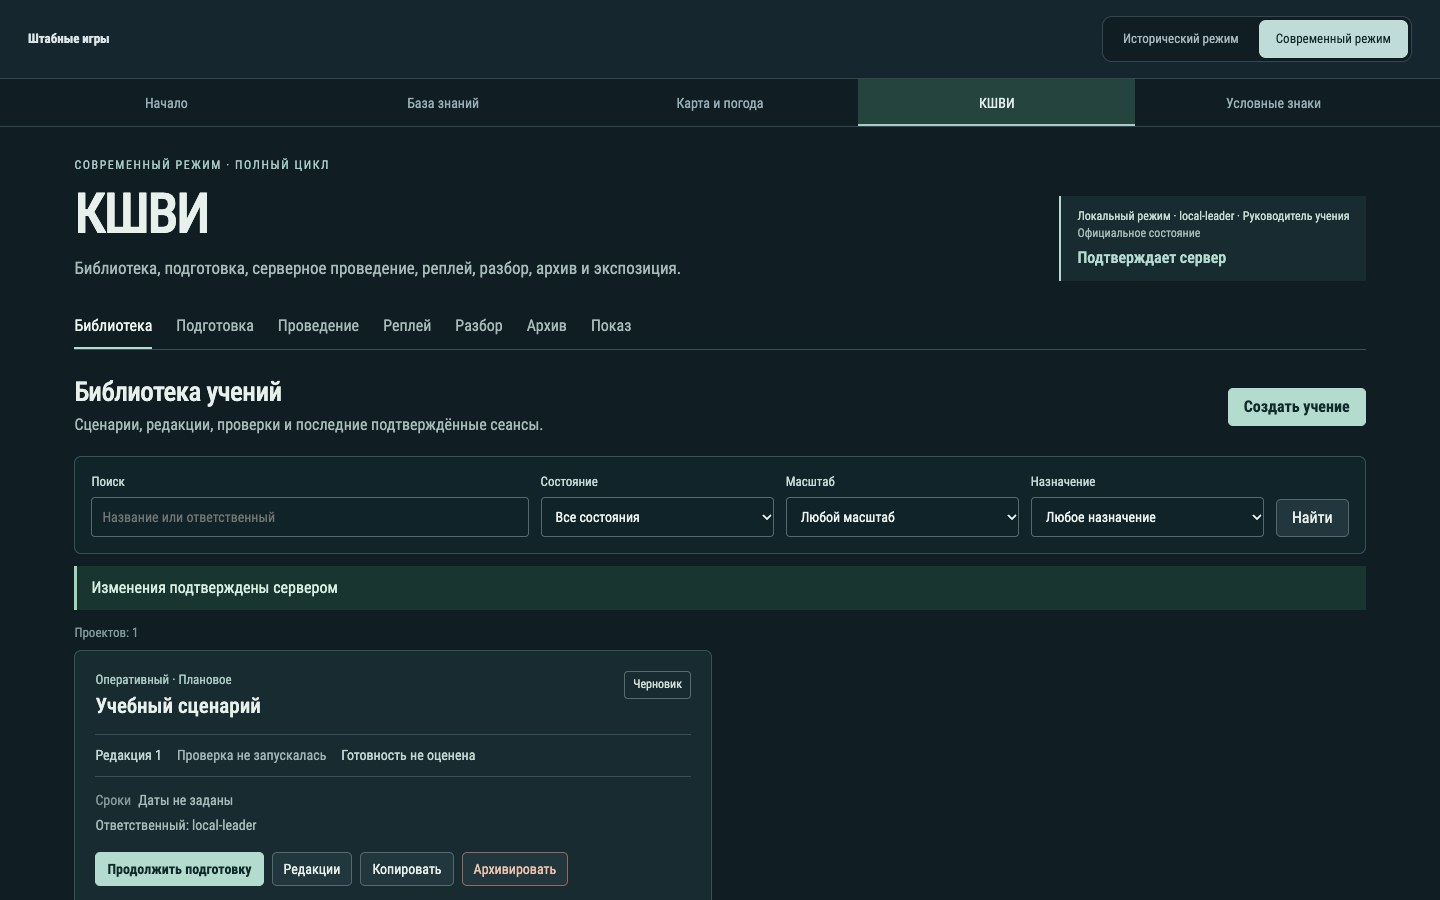 Штабные игры
Исторический режим
Современный режим
Начало
База знаний
Карта и погода
КШВИ
Условные знаки
СОВРЕМЕННЫЙ РЕЖИМ · ПОЛНЫЙ ЦИКЛ
КШВИ
Библиотека, подготовка, серверное проведение, реплей, разбор, архив и экспозиция.
Локальный режим · local-leader · Руководитель учения
Официальное состояние
Подтверждает сервер
Библиотека
Подготовка
Проведение
Реплей
Разбор
Архив
Показ
Библиотека учений
Сценарии, редакции, проверки и последние подтверждённые сеансы.
Создать учение
Поиск
Название или ответственный
Состояние
Все состояния
Масштаб
Любой масштаб
Назначение
Любое назначение
Найти
Изменения подтверждены сервером
Проектов: 1
Оперативный · Плановое
Учебный сценарий
Черновик
Редакция 1
Проверка не запускалась
Готовность не оценена
Сроки Даты не заданы
Ответственный: local-leader
Продолжить подготовку
Редакции
Копировать
Архивировать